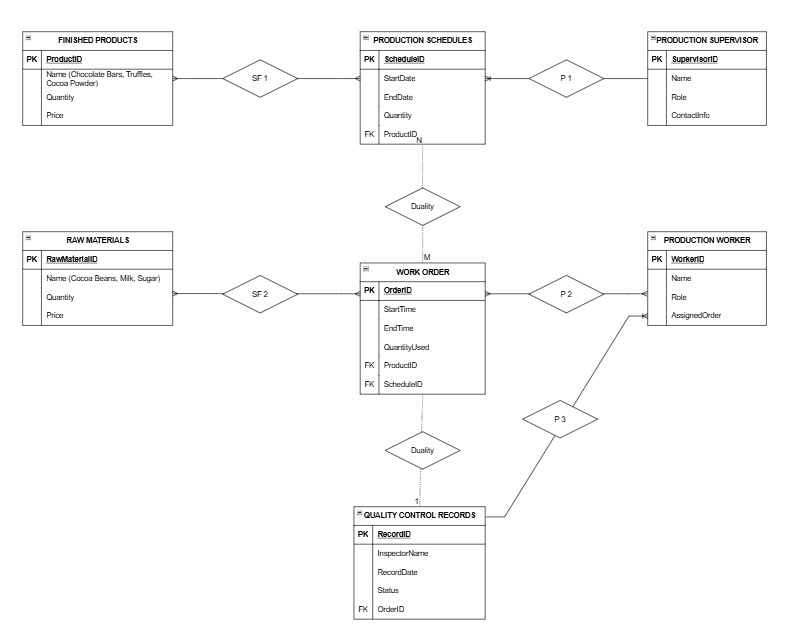 FINISHED PRODUCTS
PK ProductID
Name (Chocolate Bars, Truffles,
Cocoa Powder)
Quantity
Price
SF 1
PRODUCTION SCHEDULES
PK ScheduleID
StartDate
EndDate
Quantity
FK ProductID
N
P 1
PRODUCTION SUPERVISOR
PK SupervisorID
Name
Role
ContactInfo
Duality
M
RAW MATERIALS
PK RawMaterialID
Name (Cocoa Beans, Milk, Sugar)
Quantity
Price
SF 2
WORK ORDER
PK OrderID
StartTime
EndTime
QuantityUsed
FK ProductID
FK ScheduleID
P 2
PRODUCTION WORKER
PK WorkerID
Name
Role
AssignedOrder
P 3
Duality
1
QUALITY CONTROL RECORDS
PK RecordID
InspectorName
RecordDate
Status
FK OrderID